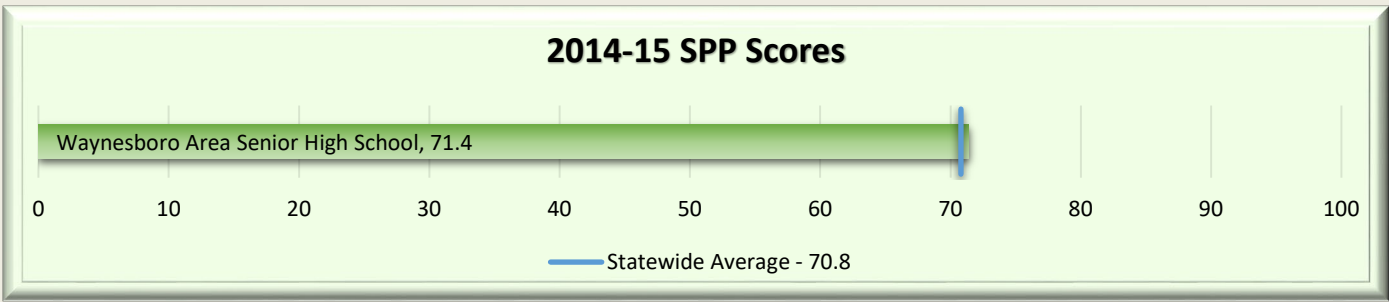 2014-15 SPP Scores
Waynesboro Area Senior High School, 71.4
0 10 20 30 40 50 60 70 80 90 100
Statewide Average - 70.8